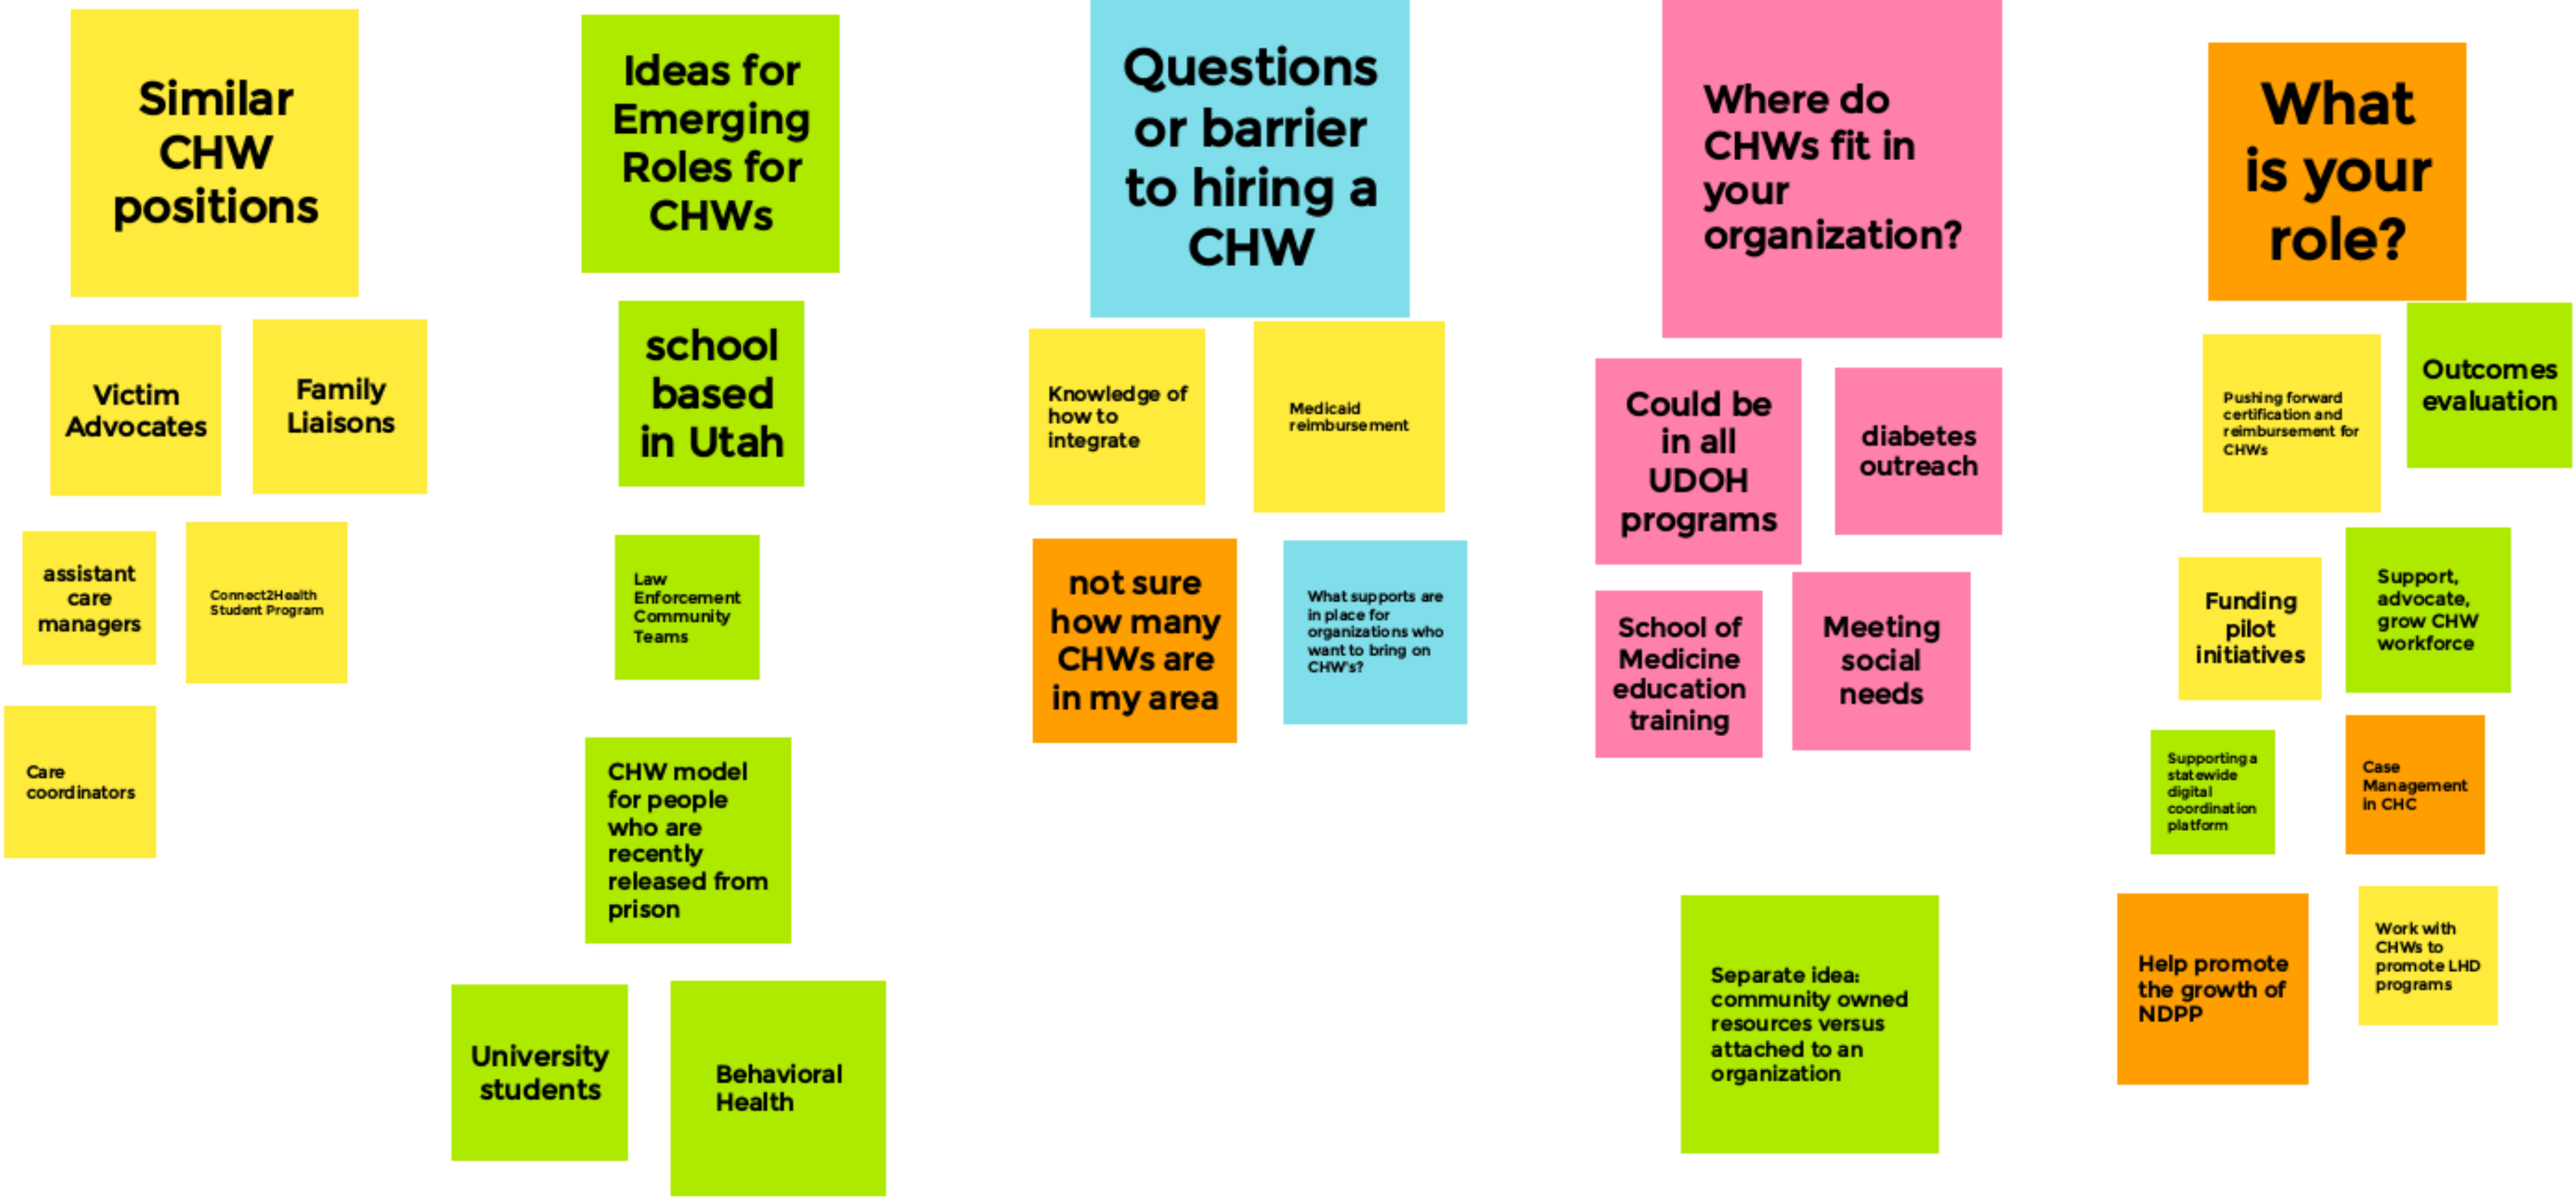 Similar
CHW
positions
Victim
Advocates
Family
Liaisons
assistant
care
managers
Connect2Health
Student Program
Care
coordinators
Ideas for
Emerging
Roles for
CHWs
school
based
in Utah
Law
Enforcement
Community
Teams
CHW model
for people
who are
recently
released from
prison
University
students
Behavioral
Health
Questions
or barrier
to hiring a
CHW
Knowledge of
how to
integrate
Medicaid
reimbursement
not sure
how many
CHWs are
in my area
What supports are
in place for
organizations who
want to bring on
CHW's?
Where do
CHWs fit in
your
organization?
Could be
in all
UDOH
programs
diabetes
outreach
School of
Medicine
education
training
Meeting
social
needs
Separate idea:
community owned
resources versus
attached to an
organization
What
is your
role?
Pushing forward
certification and
reimbursement for
CHWs
Outcomes
evaluation
Funding
pilot
initiatives
Support,
advocate,
grow CHW
workforce
Supporting a
statewide
digital
coordination
platform
Case
Management
in CHC
Help promote
the growth of
NDPP
Work with
CHWs to
promote LHD
programs